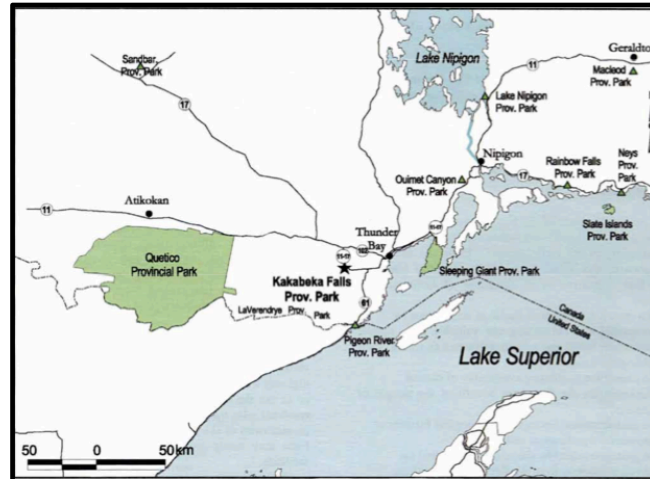 Sandbar
Prov. Park
17
Lake Nipigon
11
Geraldto
Macleod
Prov. Park
Lake Nipigon
Prov. Park
Nipigon
Ouimet Canyon
Prov. Park
17
Rainbow Falls
Prov. Park
Neys
Prov.
Park
Slate Islands
Prov. Park
11
Atikokan
Quetico
Provincial Park
Thunder
Bay
11-17
Kakabeka Falls
Prov. Park
Sleeping Giant Prov. Park
LaVerendrye Prov. Park
61
Pigeon River
Prov. Park
Canada
United States
Lake Superior
50 0 50km